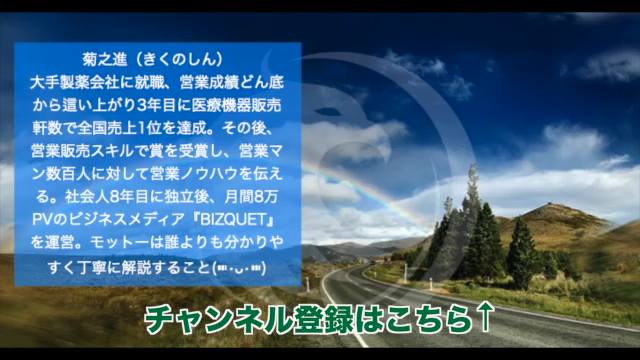 菊之進（きくのしん）
大手製薬会社に就職、営業成績どん底
から這い上がり3年目に医療機器販売
軒数で全国売上1位を達成。その後、
営業販売スキルで賞を受賞し、営業マ
ン数百人に対して営業ノウハウを伝え
る。社会人8年目に独立後、月間8万
PVのビジネスメディア『BIZQUET』
を運営。モットーは誰よりも分かりや
すく丁寧に解説すること(⑉･ᴗ･⑉)
チャンネル登録はこちら↑